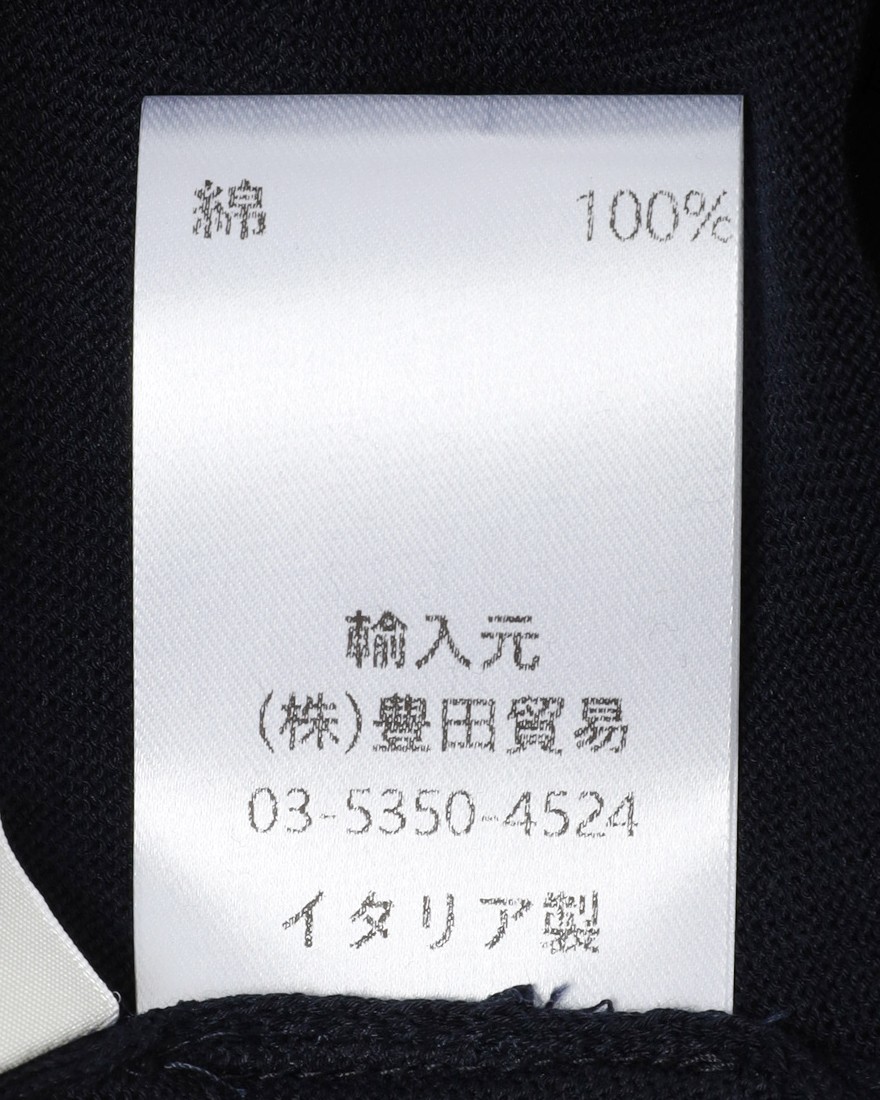 綿 100%
輸入元
(株)豊田貿易
03-5350-4524
イタリア製